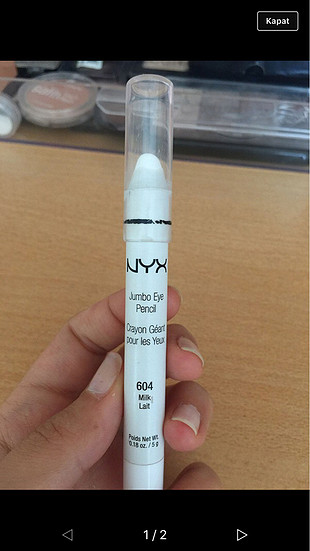 Kapat
NYX
Jumbo Eye
Pencil
Crayon Géant
pour les Yeux
604
Milk
Lait
Poids Net Wt.
0.18 oz. / 5 g
1 / 2